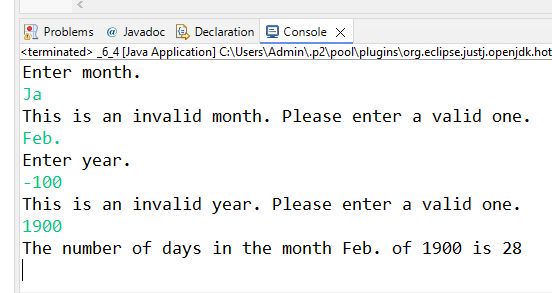 Problems @ Javadoc Declaration Console
<terminated> _6_4 [Java Application] C:\Users\Admin\.p2\pool\plugins\org.eclipse.justj.openjdk.hot
Enter month.
Ja
This is an invalid month. Please enter a valid one.
Feb.
Enter year.
-100
This is an invalid year. Please enter a valid one.
1900
The number of days in the month Feb. of 1900 is 28